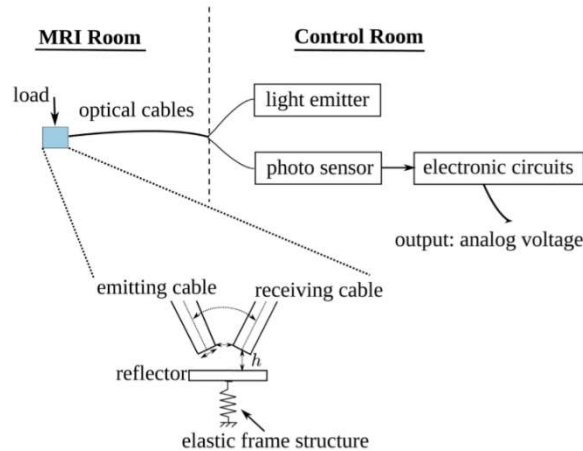 MRI Room
Control Room
load
optical cables
light emitter
photo sensor
electronic circuits
output: analog voltage
emitting cable
receiving cable
h
reflector
elastic frame structure